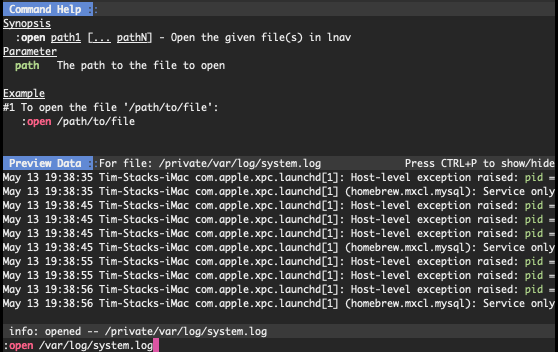 Command Help ::
Synopsis
:open path1 [... pathN] - Open the given file(s) in lnav
Parameter
path   The path to the file to open
Example
#1 To open the file '/path/to/file':
:open /path/to/file
Preview Data ::For file: /private/var/log/system.log   Press CTRL+P to show/hide
May 13 19:38:35 Tim-Stacks-iMac com.apple.xpc.launchd[1]: Host-level exception raised: pid =
May 13 19:38:35 Tim-Stacks-iMac com.apple.xpc.launchd[1] (homebrew.mxcl.mysql): Service only
May 13 19:38:45 Tim-Stacks-iMac com.apple.xpc.launchd[1]: Host-level exception raised: pid =
May 13 19:38:45 Tim-Stacks-iMac com.apple.xpc.launchd[1]: Host-level exception raised: pid =
May 13 19:38:45 Tim-Stacks-iMac com.apple.xpc.launchd[1]: Host-level exception raised: pid =
May 13 19:38:45 Tim-Stacks-iMac com.apple.xpc.launchd[1] (homebrew.mxcl.mysql): Service only
May 13 19:38:55 Tim-Stacks-iMac com.apple.xpc.launchd[1]: Host-level exception raised: pid =
May 13 19:38:55 Tim-Stacks-iMac com.apple.xpc.launchd[1]: Host-level exception raised: pid =
May 13 19:38:56 Tim-Stacks-iMac com.apple.xpc.launchd[1]: Host-level exception raised: pid =
May 13 19:38:56 Tim-Stacks-iMac com.apple.xpc.launchd[1] (homebrew.mxcl.mysql): Service only
info: opened -- /private/var/log/system.log
:open /var/log/system.log